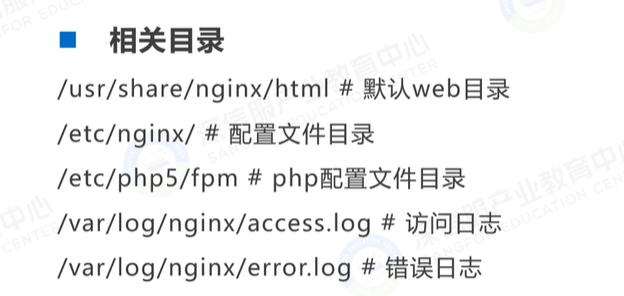 ■ 相关目录
/usr/share/nginx/html # 默认web目录
/etc/nginx/ # 配置文件目录
/etc/php5/fpm # php配置文件目录
/var/log/nginx/access.log # 访问日志
/var/log/nginx/error.log # 错误日志